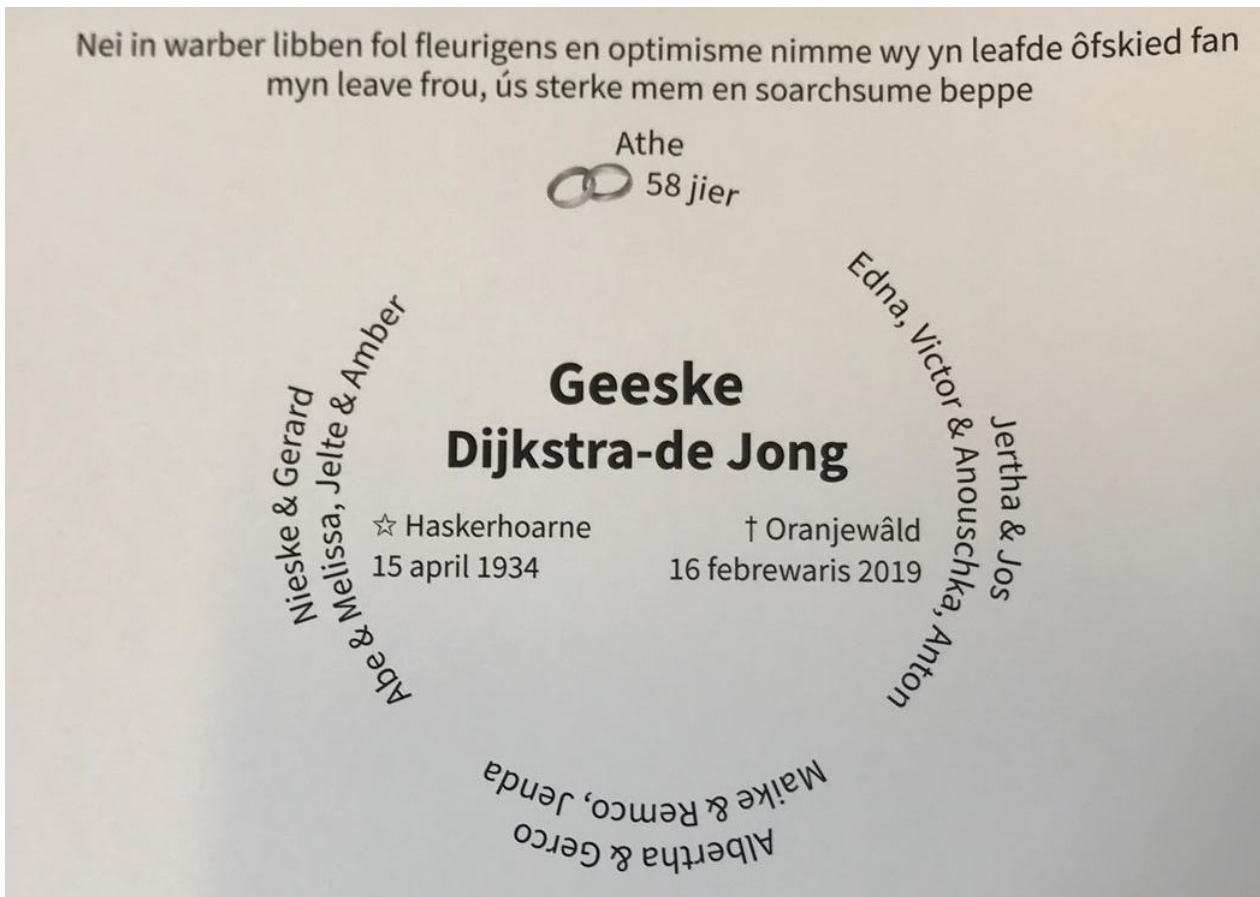 Nei in warber libben fol fleurigens en optimisme nimme wy yn leafde ôfskied fan
myn leave frou, ús sterke mem en soarchsume beppe
Athe
58 jier
Nieske & Gerard
Abe & Melissa, Jelte & Amber
Geeske
Dijkstra-de Jong
☆ Haskerhoarne
15 april 1934
† Oranjewâld
16 febrewaris 2019
Edna, Victor & Anouschka, Anton
Jertha & Jos
Maike & Remco, Jenda
Albertha & Gerco